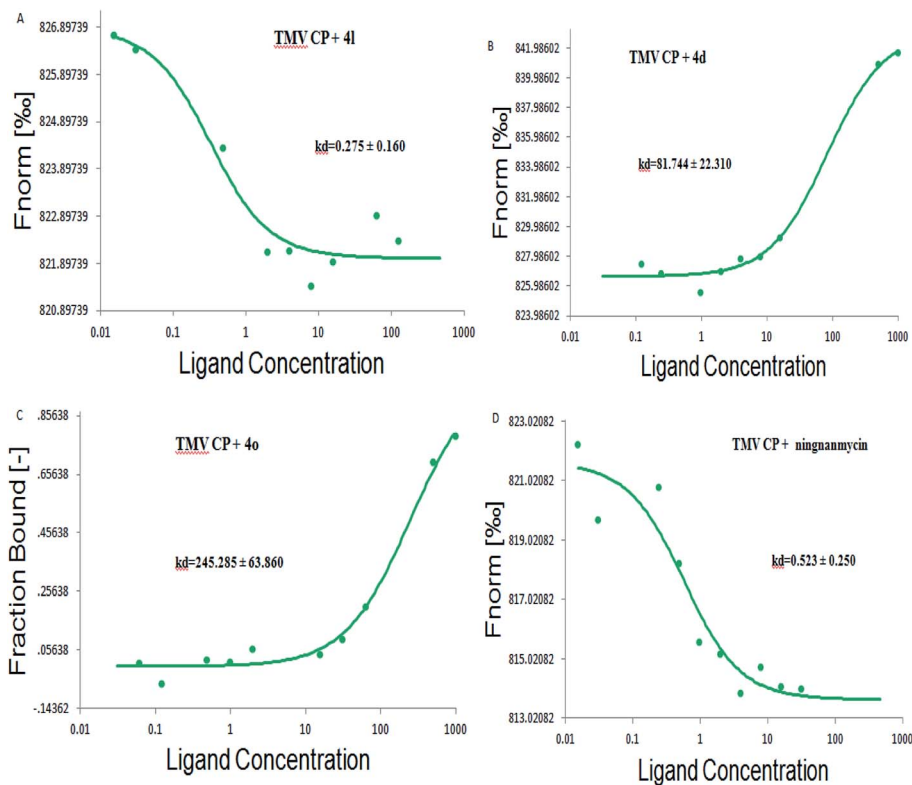 A
TMV CP + 4l
kd=0.275 ± 0.160
Fnorm [‰]
826.89739
825.89739
824.89739
823.89739
822.89739
821.89739
820.89739
0.01 0.1 1 10 100 1000
Ligand Concentration
B
TMV CP + 4d
kd=81.744 ± 22.310
Fnorm [‰]
841.98602
839.98602
837.98602
835.98602
833.98602
831.98602
829.98602
827.98602
825.98602
823.98602
0.01 0.1 1 10 100 1000
Ligand Concentration
C
TMV CP + 4o
kd=245.285 ± 63.860
Fraction Bound [-]
.85638
.65638
.45638
.25638
.05638
-.14362
0.01 0.1 1 10 100 1000
Ligand Concentration
D
TMV CP + ningnanmycin
kd=0.523 ± 0.250
Fnorm [‰]
823.02082
821.02082
819.02082
817.02082
815.02082
813.02082
0.01 0.1 1 10 100 1000
Ligand Concentration